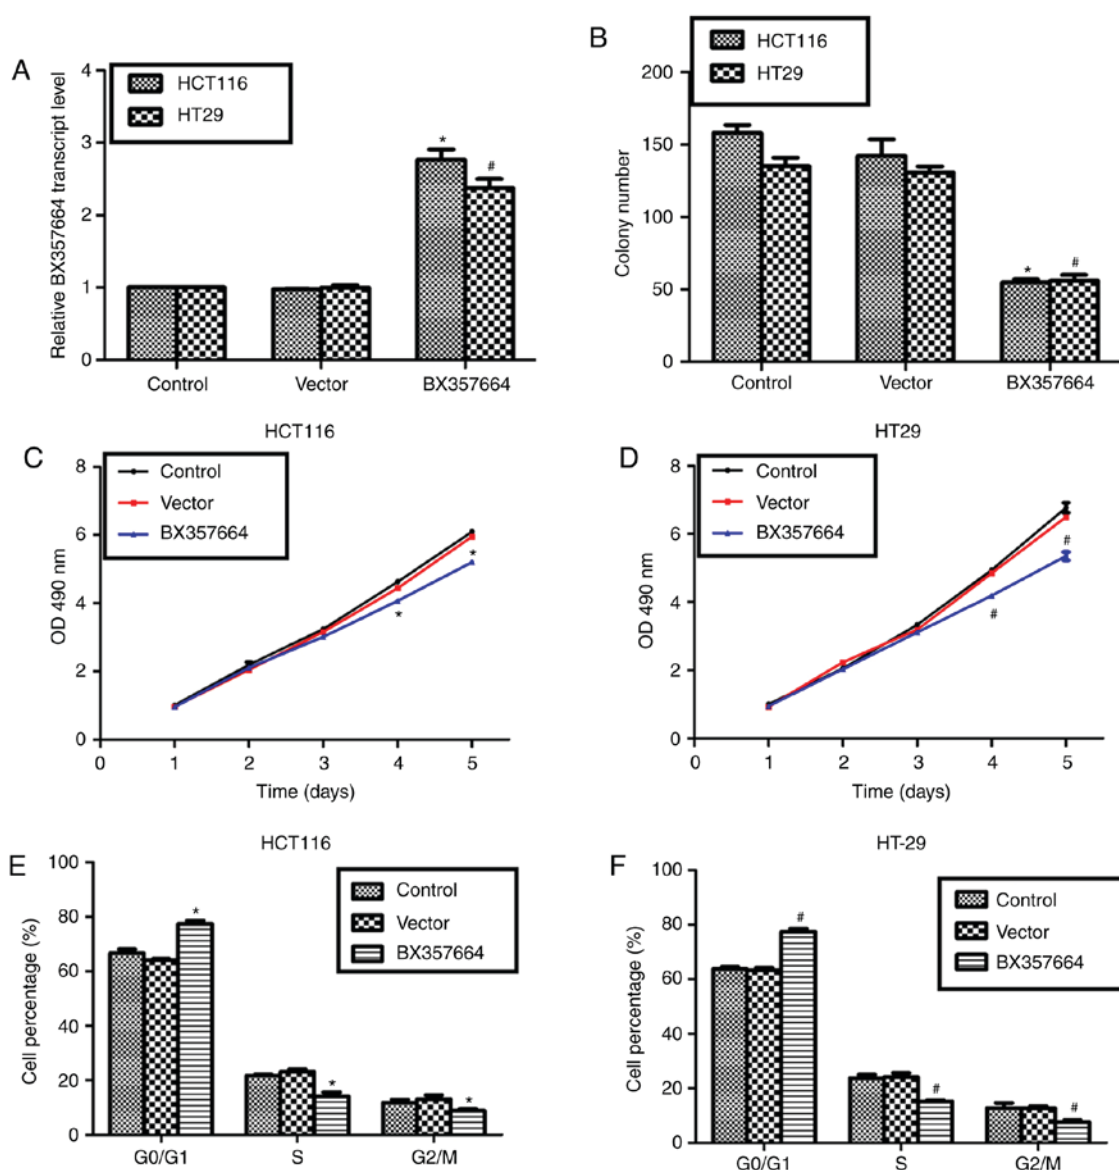 A
Relative BX357664 transcript level
4
3
2
1
0
HCT116
HT29
*
#
Control
Vector
BX357664
B
Colony number
200
150
100
50
0
HCT116
HT29
*
#
Control
Vector
BX357664
C
HCT116
OD 490 nm
8
6
4
2
0
Control
Vector
BX357664
*
*
0
1
2
3
4
5
Time (days)
D
HT29
OD 490 nm
8
6
4
2
0
Control
Vector
BX357664
#
#
0
1
2
3
4
5
Time (days)
E
HCT116
Cell percentage (%)
100
80
60
40
20
0
Control
Vector
BX357664
*
*
*
G0/G1
S
G2/M
F
HT-29
Cell percentage (%)
100
80
60
40
20
0
Control
Vector
BX357664
#
#
#
G0/G1
S
G2/M